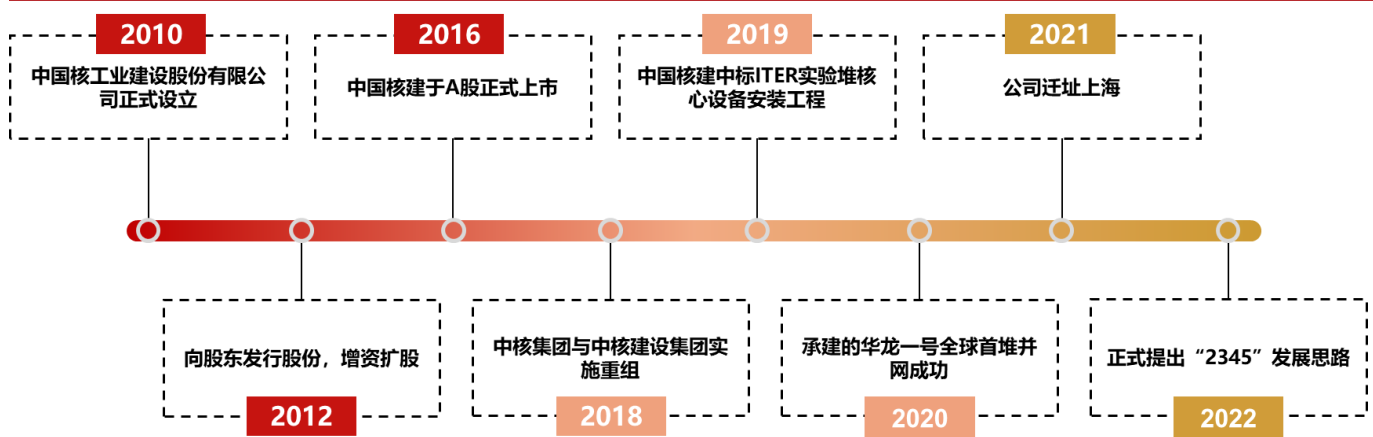 2010
中国核工业建设股份有限公
司正式设立
2016
中国核建于A股正式上市
2019
中国核建中标ITER实验堆核
心设备安装工程
2021
公司迁址上海
向股东发行股份，增资扩股
2012
中核集团与中核建设集团实
施重组
2018
承建的华龙一号全球首堆并
网成功
2020
正式提出“2345”发展思路
2022